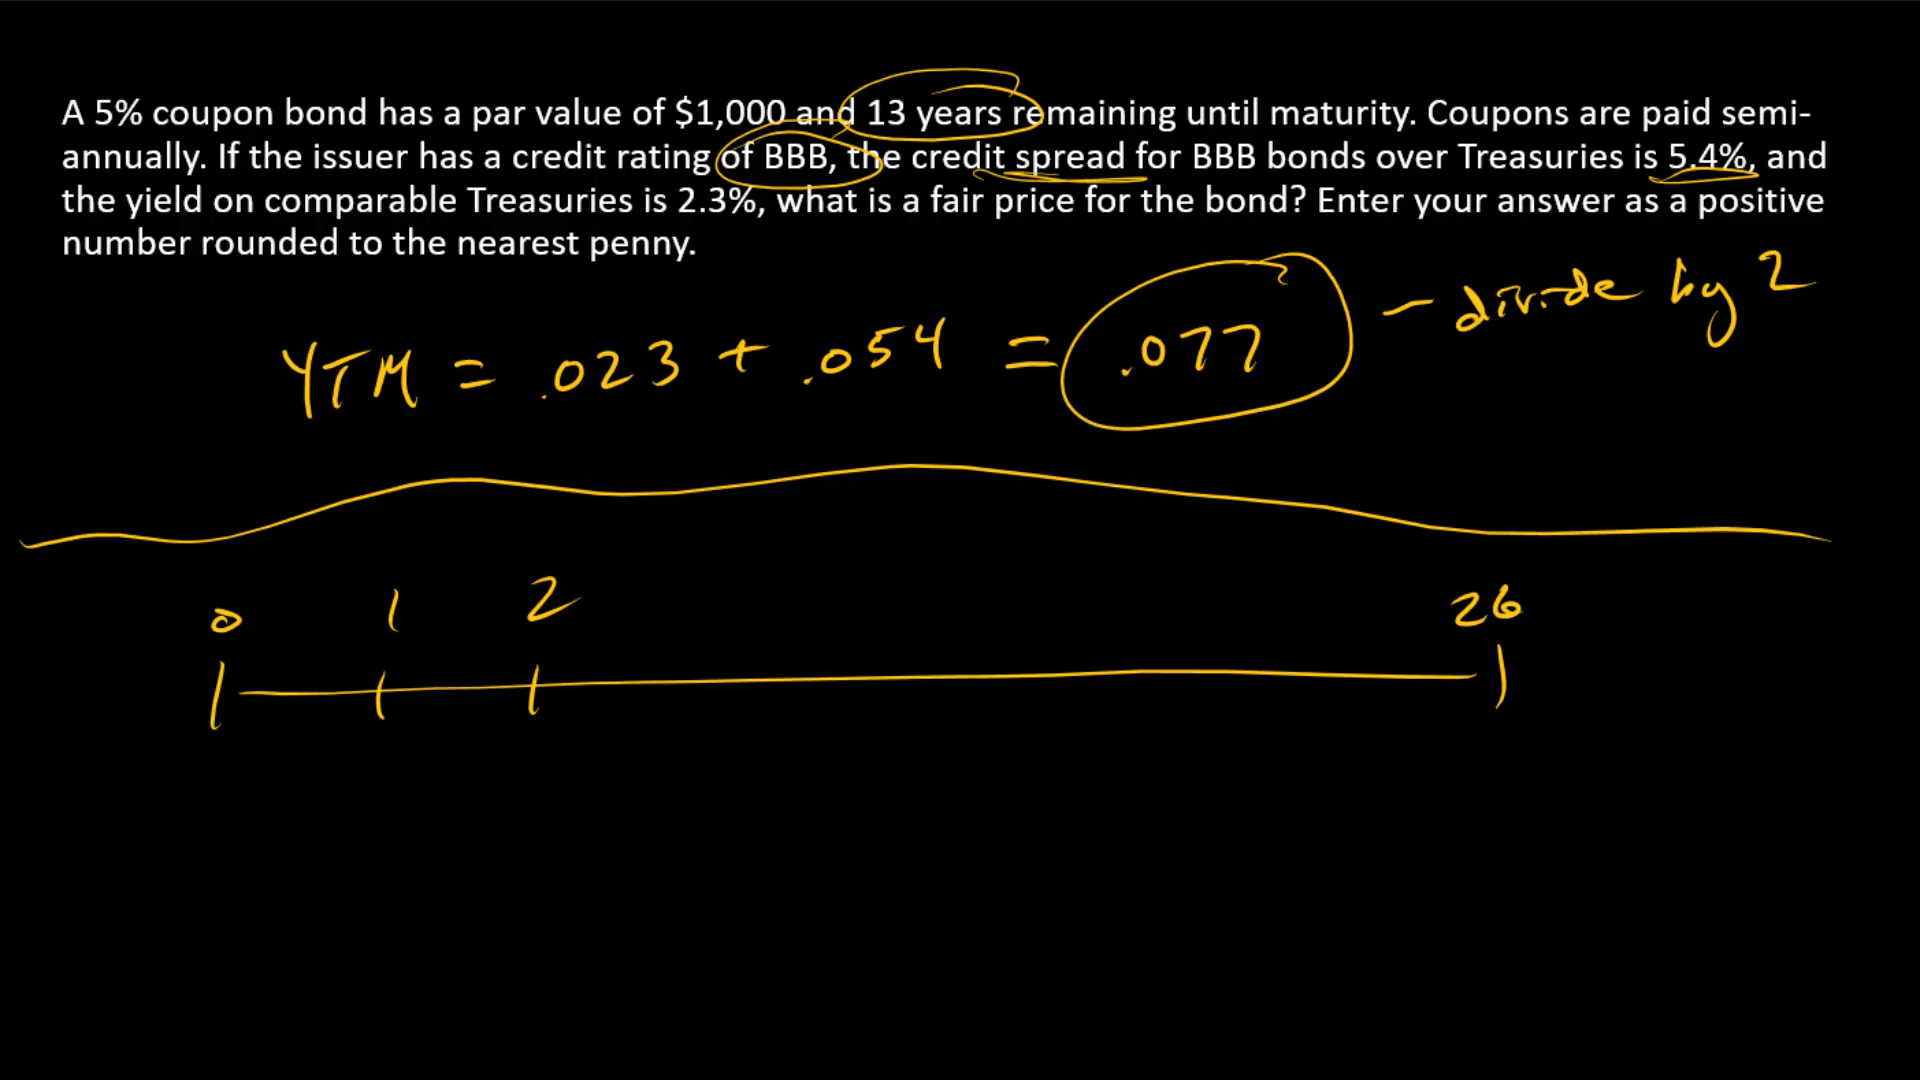 A 5% coupon bond has a par value of $1,000 and 13 years remaining until maturity. Coupons are paid semi-
annually. If the issuer has a credit rating of BBB, the credit spread for BBB bonds over Treasuries is 5.4%, and
the yield on comparable Treasuries is 2.3%, what is a fair price for the bond? Enter your answer as a positive
number rounded to the nearest penny.
YTM = .023 + .054 = .077 – divide by 2
0 1 2 26